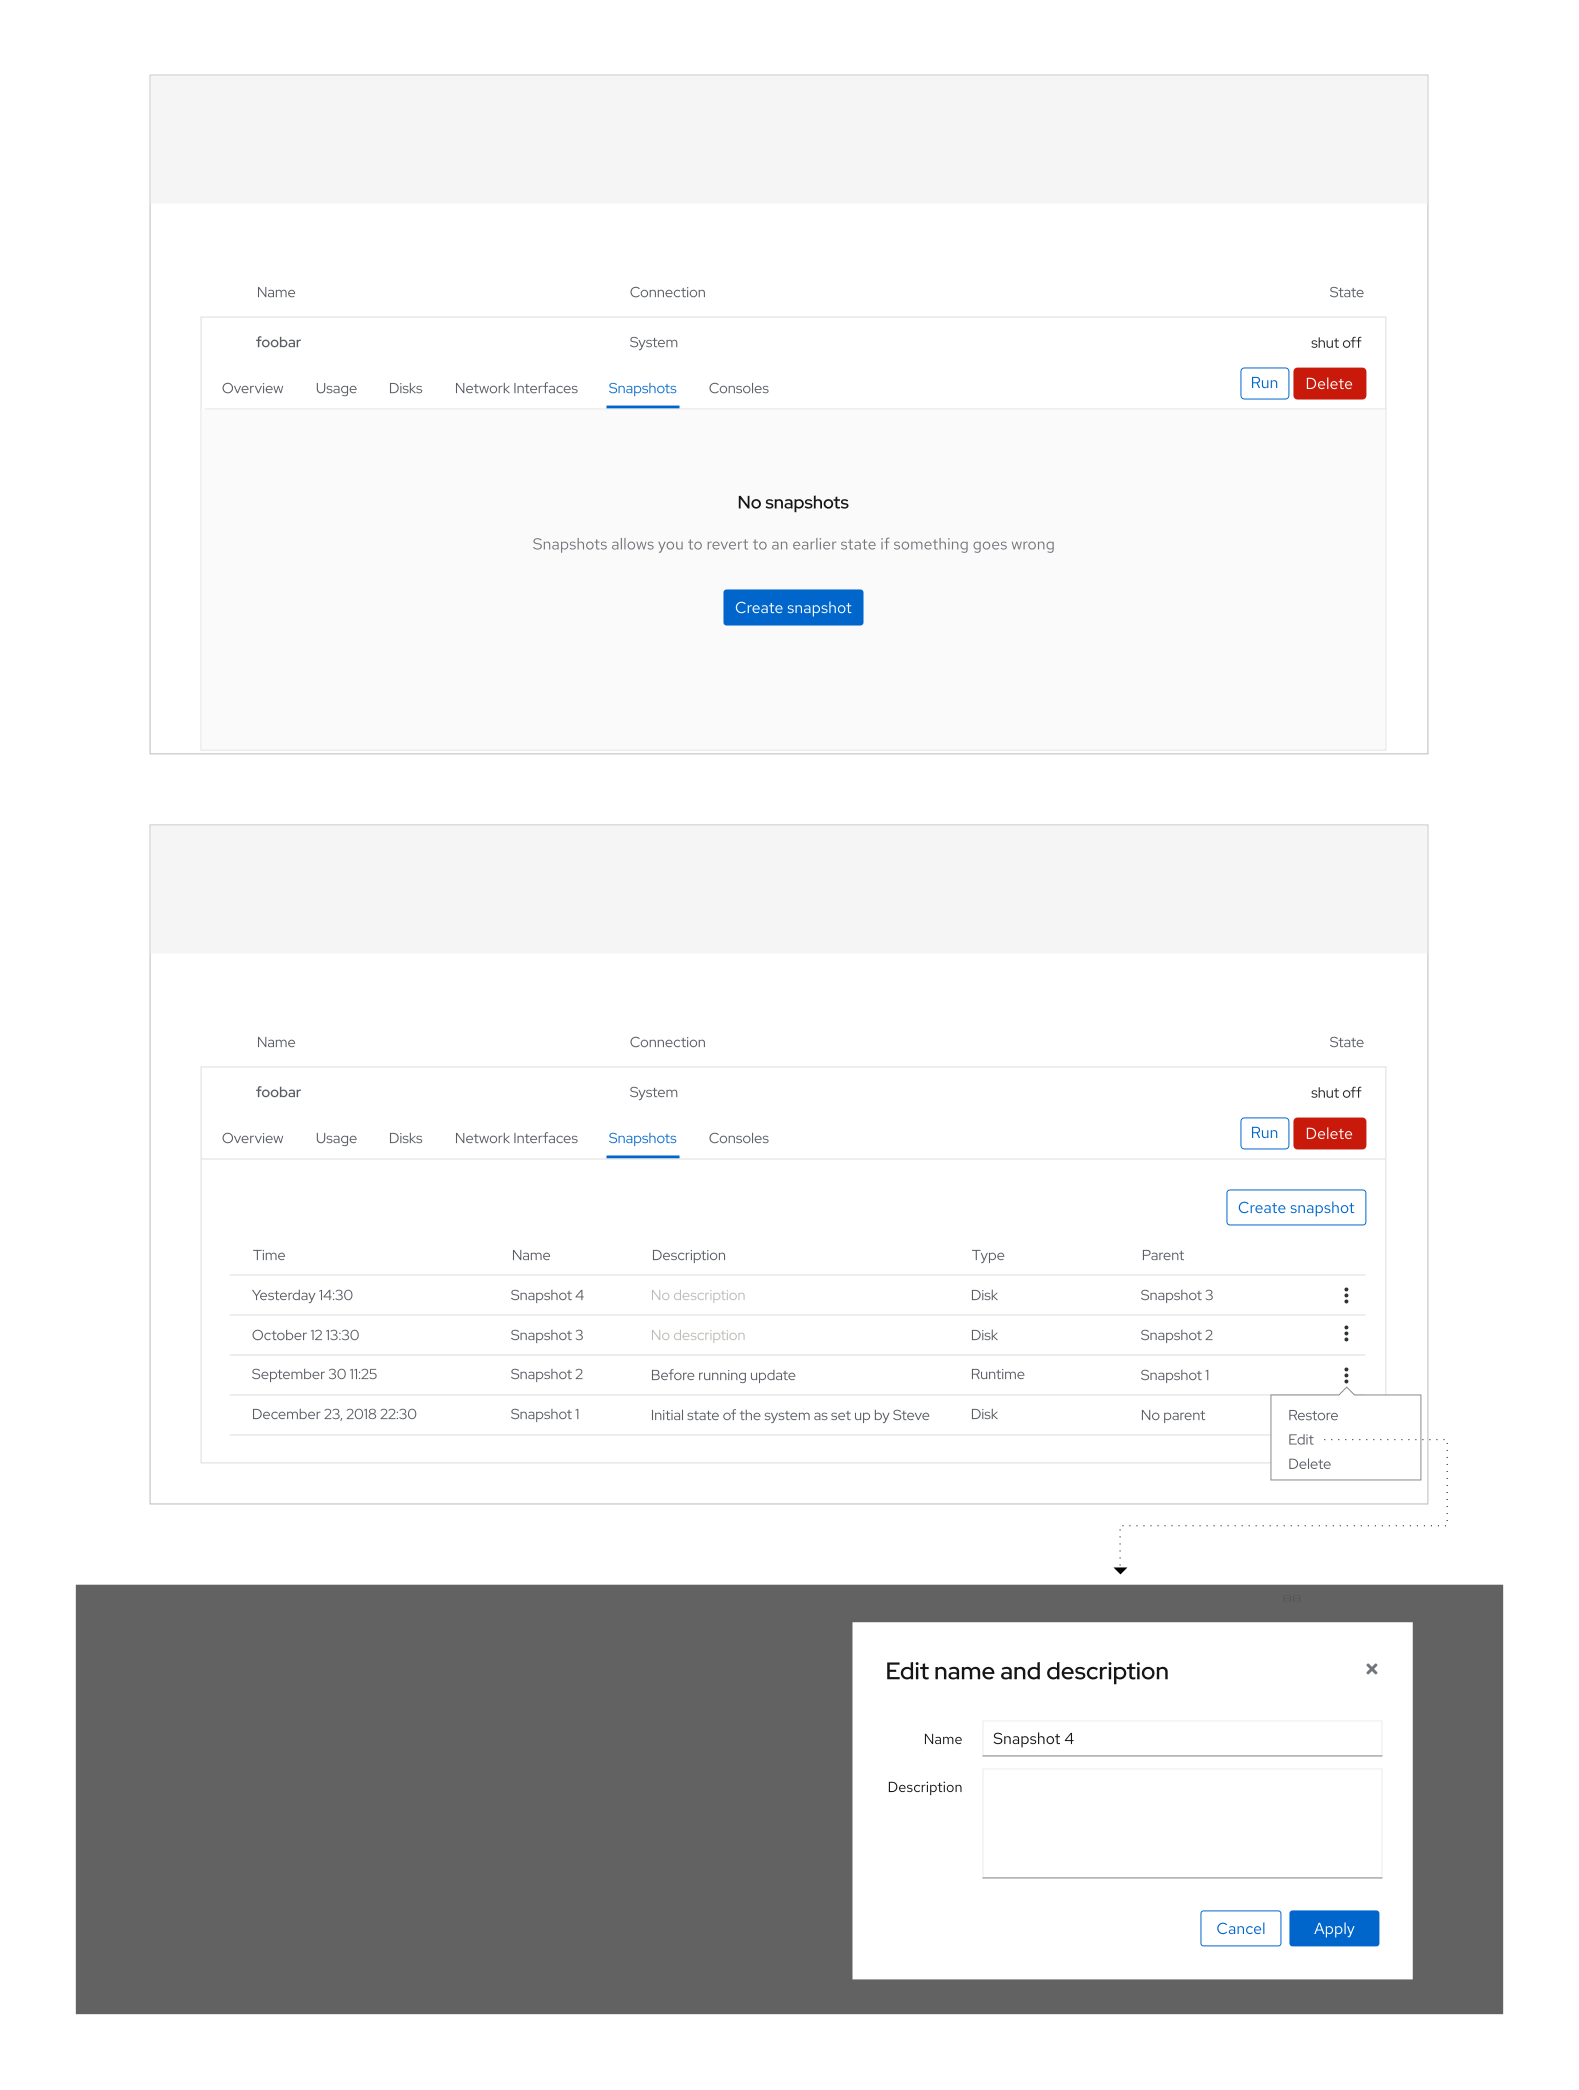 Name Connection State
foobar System shut off
Overview Usage Disks Network Interfaces Snapshots Consoles Run Delete
No snapshots
Snapshots allows you to revert to an earlier state if something goes wrong
Create snapshot
Name Connection State
foobar System shut off
Overview Usage Disks Network Interfaces Snapshots Consoles Run Delete
Create snapshot
Time Name Description Type Parent
Yesterday 14:30 Snapshot 4 No description Disk Snapshot 3
October 12 13:30 Snapshot 3 No description Disk Snapshot 2
September 30 11:25 Snapshot 2 Before running update Runtime Snapshot 1
December 23, 2018 22:30 Snapshot 1 Initial state of the system as set up by Steve Disk No parent
Restore
Edit
Delete
Edit name and description
Name Snapshot 4
Description
Cancel Apply